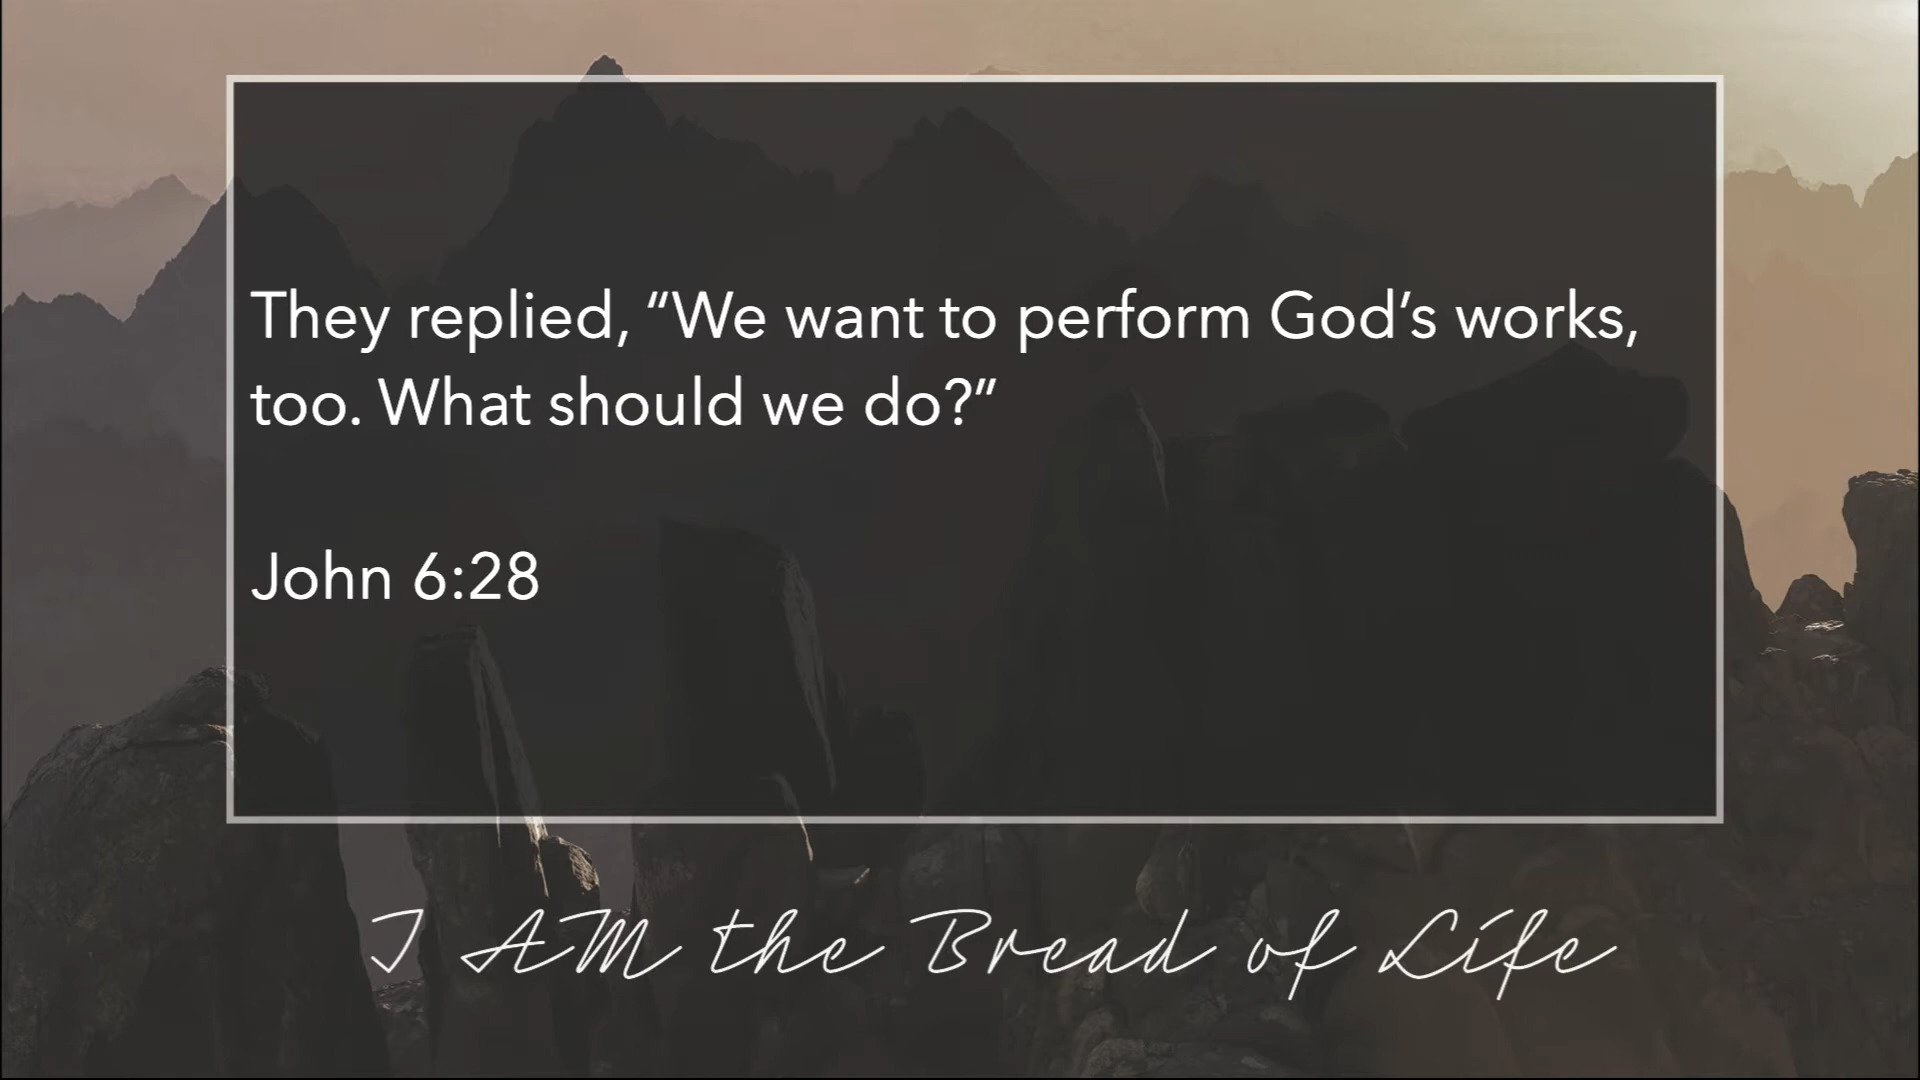 They replied, “We want to perform God’s works,
too. What should we do?”
John 6:28
I AM the Bread of Life